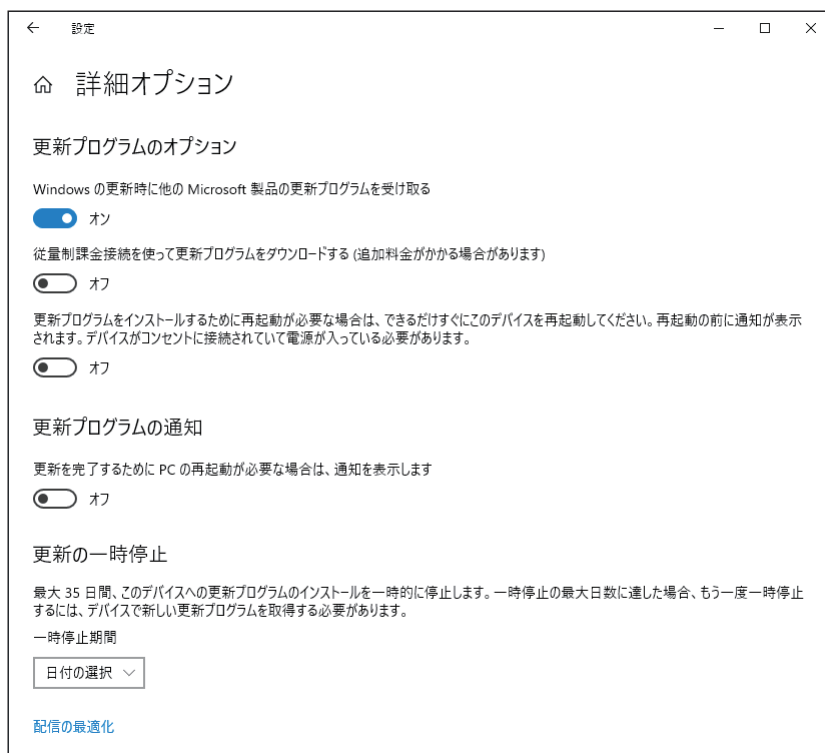 設定
詳細オプション
更新プログラムのオプション
Windows の更新時に他の Microsoft 製品の更新プログラムを受け取る
オン
従量制課金接続を使って更新プログラムをダウンロードする (追加料金がかかる場合があります)
オフ
更新プログラムをインストールするために再起動が必要な場合は、できるだけすぐにこのデバイスを再起動してください。再起動の前に通知が表示
されます。デバイスがコンセントに接続されていて電源が入っている必要があります。
オフ
更新プログラムの通知
更新を完了するために PC の再起動が必要な場合は、通知を表示します
オフ
更新の一時停止
最大 35 日間、このデバイスへの更新プログラムのインストールを一時的に停止します。一時停止の最大日数に達した場合、もう一度一時停止
するには、デバイスで新しい更新プログラムを取得する必要があります。
一時停止期間
日付の選択
配信の最適化